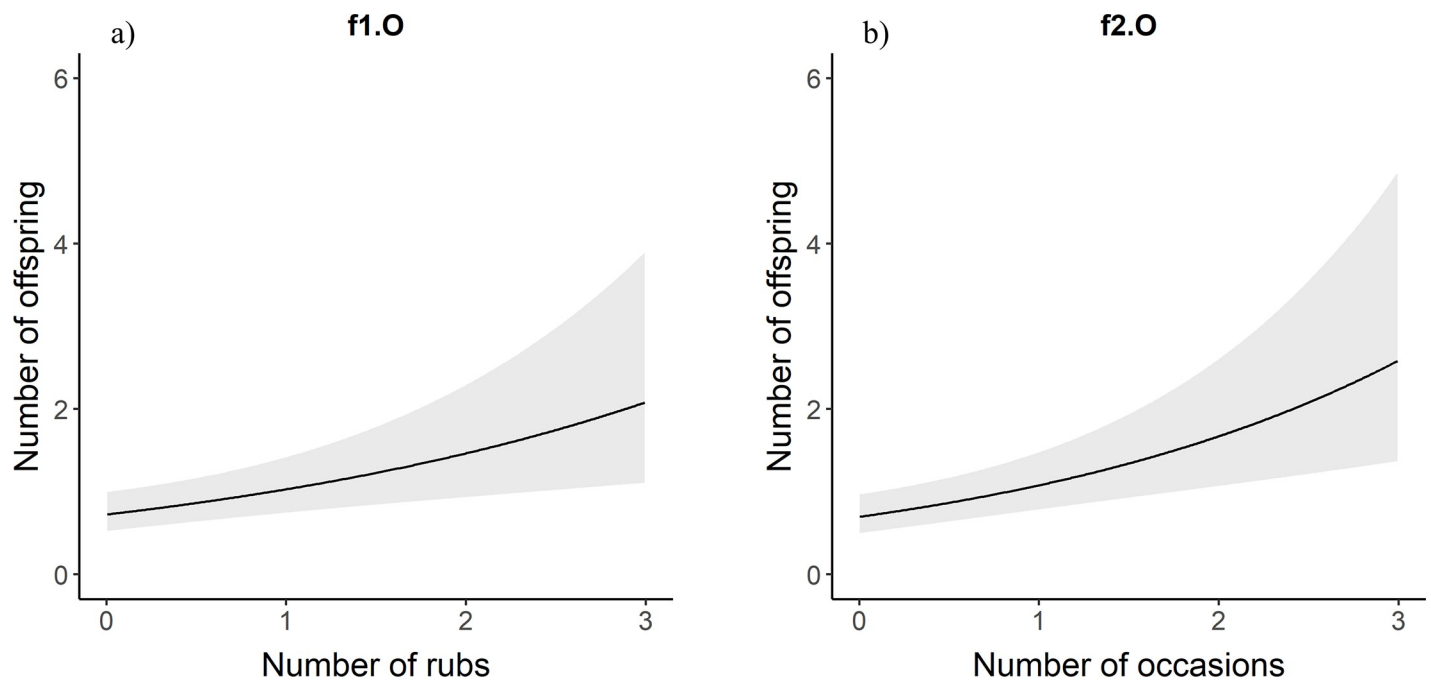 a)
f1.O
Number of offspring
6
4
2
0
0 1 2 3
Number of rubs
b)
f2.O
Number of offspring
6
4
2
0
0 1 2 3
Number of occasions